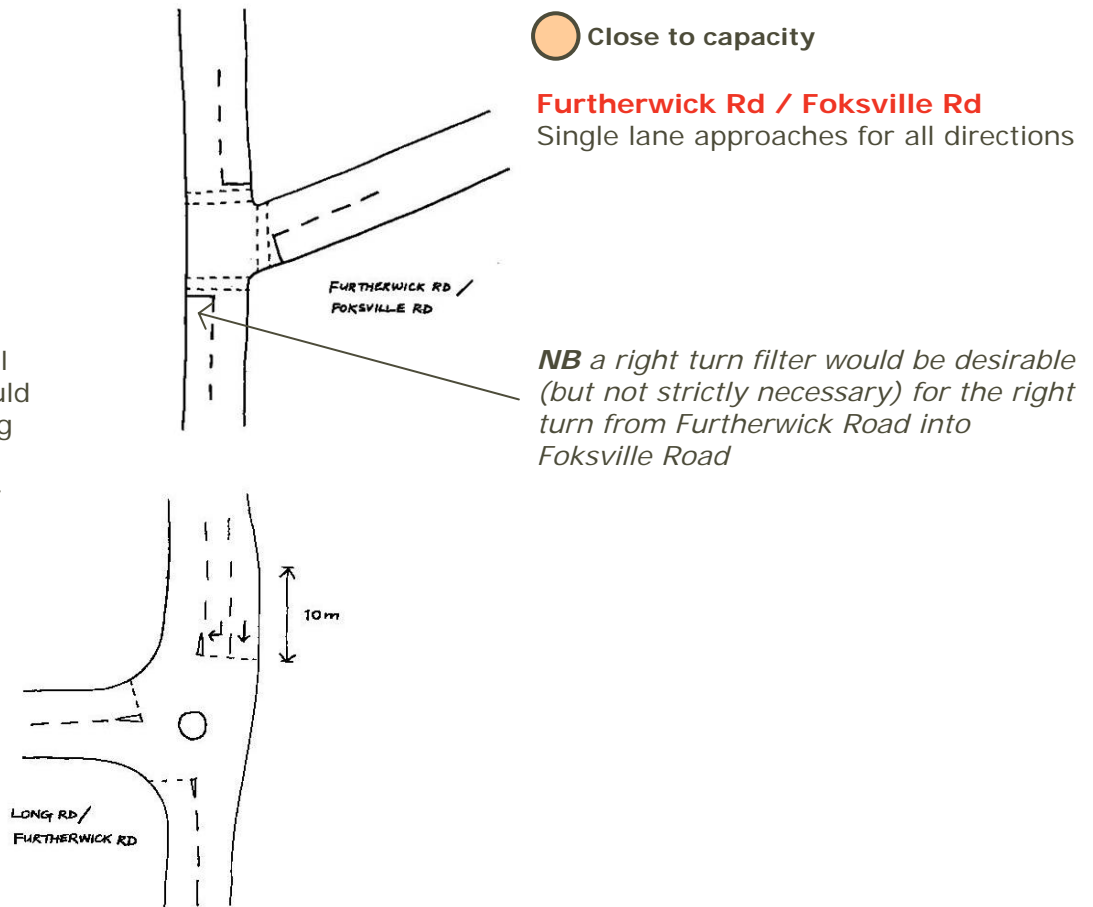 Close to capacity
Furtherwick Rd / Foksville Rd
Single lane approaches for all directions
FURTHERWICK RD /
FOKSVILLE RD
NB a right turn filter would be desirable
(but not strictly necessary) for the right
turn from Furtherwick Road into
Foksville Road
10m
LONG RD/
FURTHERWICK RD